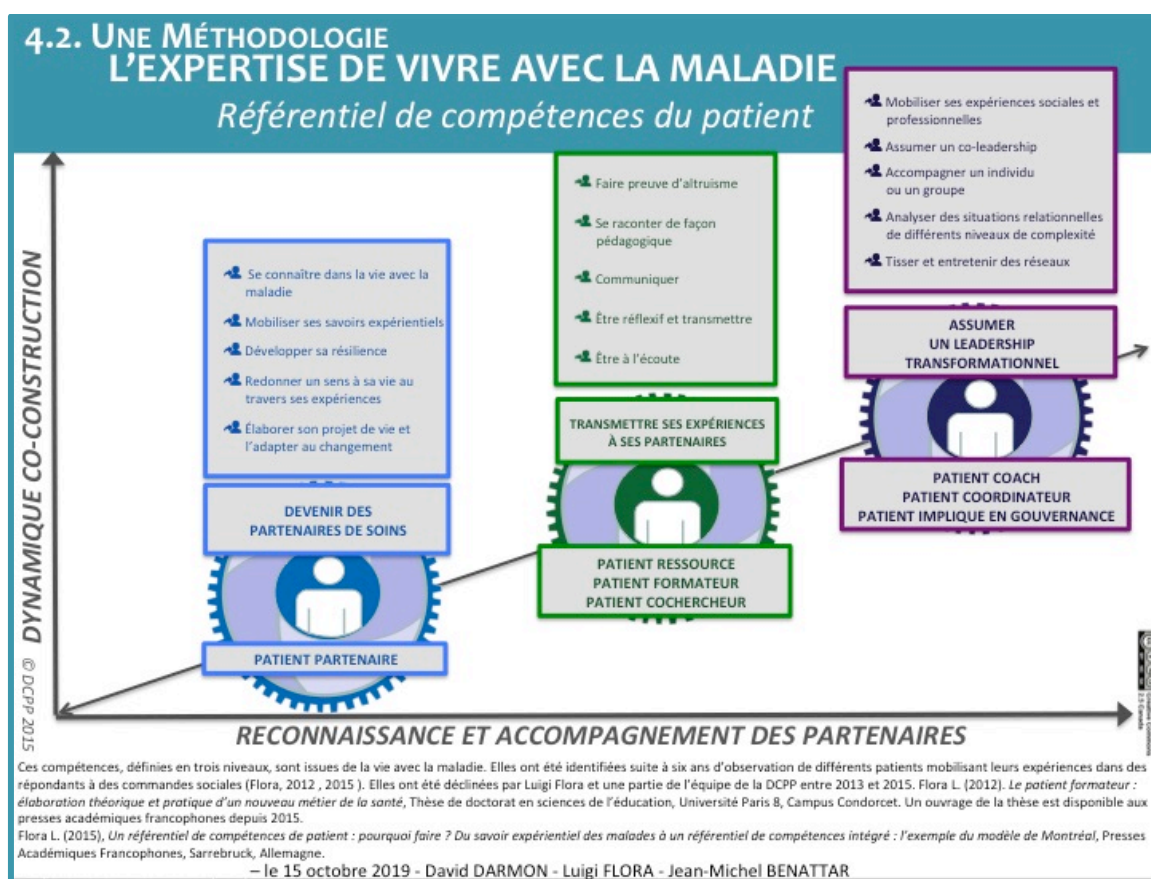 4.2. UNE MÉTHODOLOGIE
L'EXPERTISE DE VIVRE AVEC LA MALADIE
Référentiel de compétences du patient
Mobiliser ses expériences sociales et
professionnelles
Assumer un co-leadership
Accompagner un individu
ou un groupe
Analyser des situations relationnelles
de différents niveaux de complexité
Tisser et entretenir des réseaux
ASSUMER
UN LEADERSHIP
TRANSFORMATIONNEL
PATIENT COACH
PATIENT COORDINATEUR
PATIENT IMPLIQUE EN GOUVERNANCE
Faire preuve d'altruisme
Se raconter de façon
pédagogique
Communiquer
Être réflexif et transmettre
Être à l'écoute
TRANSMETTRE SES EXPÉRIENCES
À SES PARTENAIRES
PATIENT RESSOURCE
PATIENT FORMATEUR
PATIENT COCHERCHEUR
Se connaître dans la vie avec la
maladie
Mobiliser ses savoirs expérientiels
Développer sa résilience
Redonner un sens à sa vie au
travers ses expériences
Élaborer son projet de vie et
l'adapter au changement
DEVENIR DES
PARTENAIRES DE SOINS
PATIENT PARTENAIRE
DYNAMIQUE CO-CONSTRUCTION
© DCPP 2015
RECONNAISSANCE ET ACCOMPAGNEMENT DES PARTENAIRES
Ces compétences, définies en trois niveaux, sont issues de la vie avec la maladie. Elles ont été identifiées suite à six ans d'observation de différents patients mobilisant leurs expériences dans des
répondants à des commandes sociales (Flora, 2012 , 2015 ). Elles ont été déclinées par Luigi Flora et une partie de l'équipe de la DCPP entre 2013 et 2015. Flora L. (2012). Le patient formateur :
élaboration théorique et pratique d'un nouveau métier de la santé, Thèse de doctorat en sciences de l'éducation, Université Paris 8, Campus Condorcet. Un ouvrage de la thèse est disponible aux
presses académiques francophones depuis 2015.
Flora L. (2015), Un référentiel de compétences de patient : pourquoi faire ? Du savoir expérientiel des malades à un référentiel de compétences intégré : l'exemple du modèle de Montréal, Presses
Académiques Francophones, Sarrebruck, Allemagne.
– le 15 octobre 2019 - David DARMON - Luigi FLORA - Jean-Michel BENATTAR